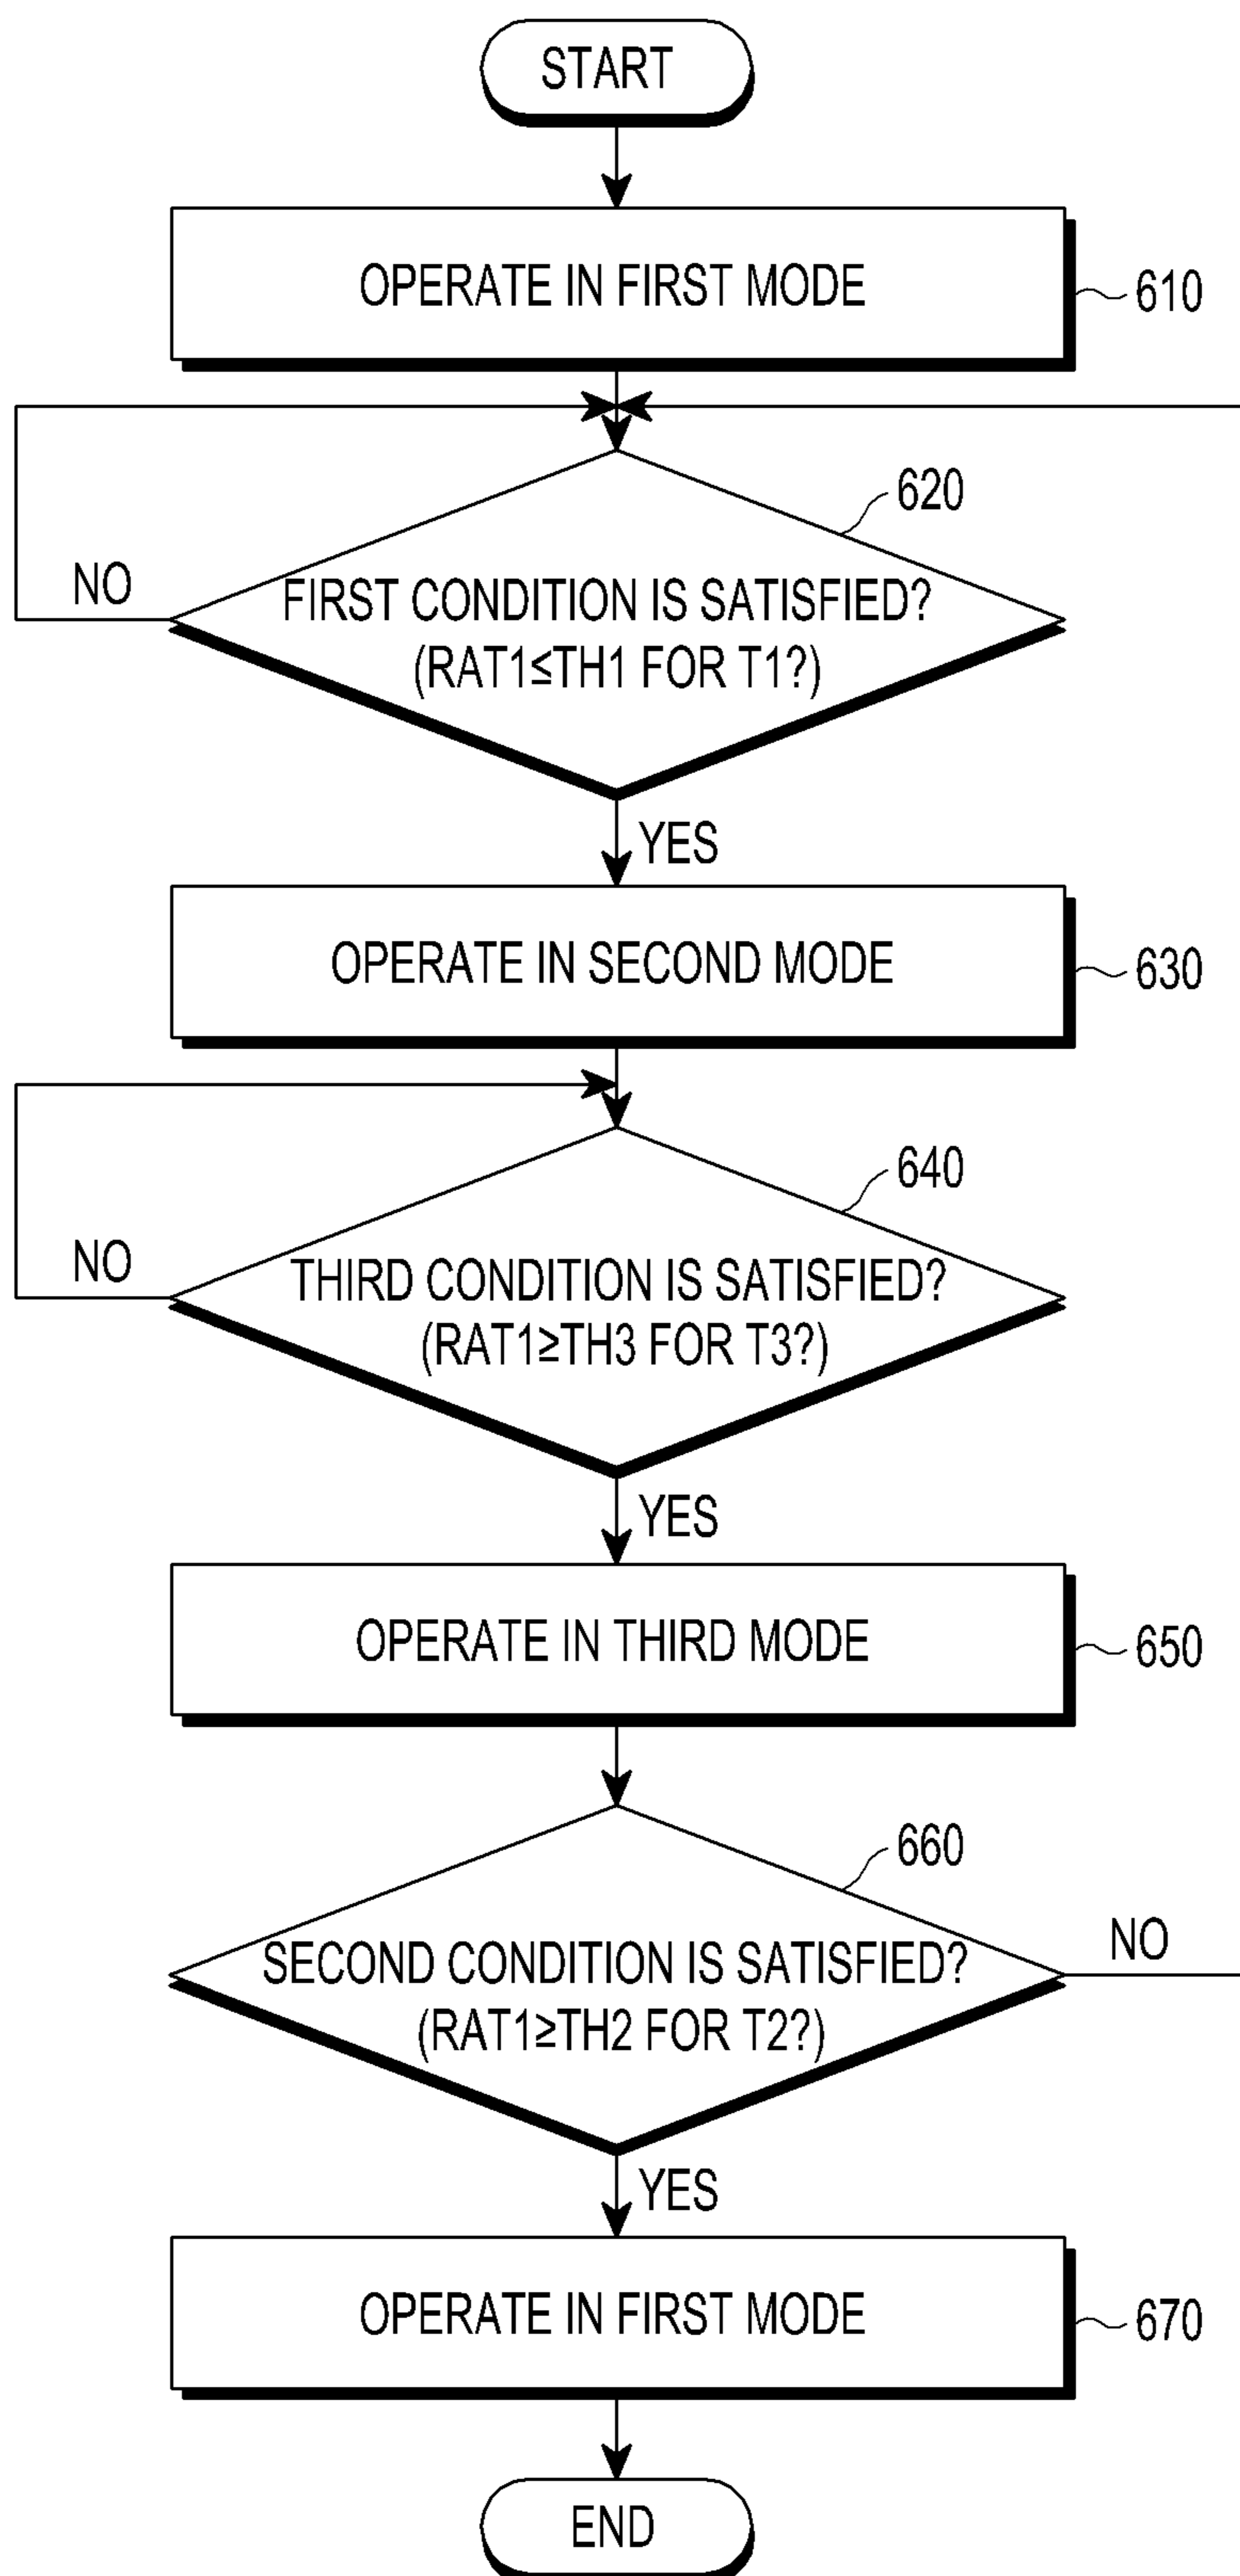 START
OPERATE IN FIRST MODE
610
620
NO
FIRST CONDITION IS SATISFIED?
(RAT1≤TH1 FOR T1?)
YES
OPERATE IN SECOND MODE
630
640
NO
THIRD CONDITION IS SATISFIED?
(RAT1≥TH3 FOR T3?)
YES
OPERATE IN THIRD MODE
650
660
NO
SECOND CONDITION IS SATISFIED?
(RAT1≥TH2 FOR T2?)
YES
OPERATE IN FIRST MODE
670
END